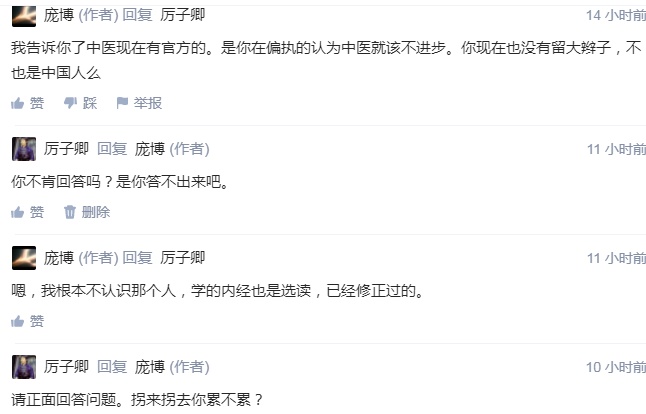 庞博 (作者) 回复 厉子卿 14 小时前
我告诉你了中医现在有官方的。是你在偏执的认为中医就该不进步。你现在也没有留大辫子，不
也是中国人么
赞 踩 举报
厉子卿 回复 庞博 (作者) 11 小时前
你不肯回答吗？是你答不出来吧。
赞 删除
庞博 (作者) 回复 厉子卿 11 小时前
嗯，我根本不认识那个人，学的内经也是选读，已经修正过的。
赞
厉子卿 回复 庞博 (作者) 10 小时前
请正面回答问题。拐来拐去你累不累？